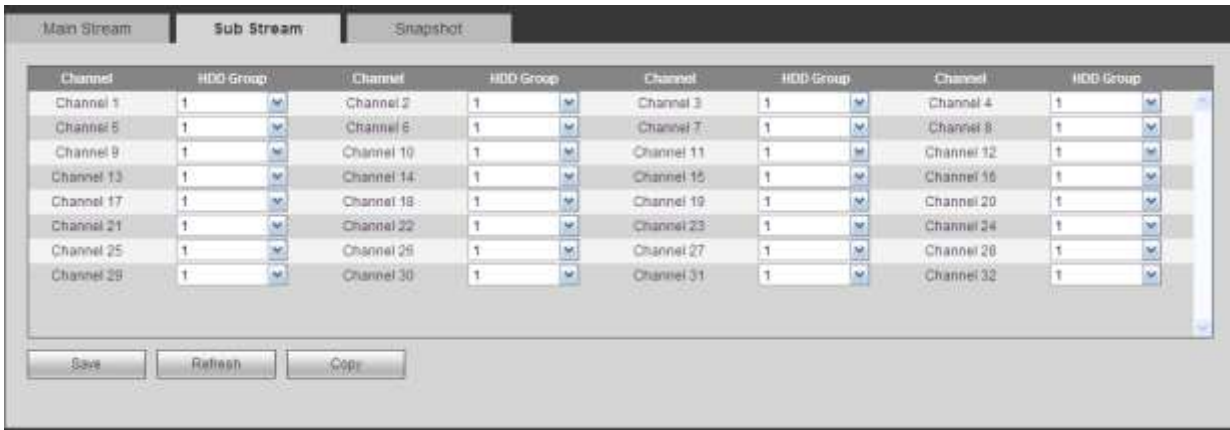 Main Stream Sub Stream Snapshot
Channel HDD Group Channel HDD Group Channel HDD Group Channel HDD Group
Channel 1 1 Channel 2 1 Channel 3 1 Channel 4 1
Channel 5 1 Channel 6 1 Channel 7 1 Channel 8 1
Channel 9 1 Channel 10 1 Channel 11 1 Channel 12 1
Channel 13 1 Channel 14 1 Channel 15 1 Channel 16 1
Channel 17 1 Channel 18 1 Channel 19 1 Channel 20 1
Channel 21 1 Channel 22 1 Channel 23 1 Channel 24 1
Channel 25 1 Channel 26 1 Channel 27 1 Channel 28 1
Channel 29 1 Channel 30 1 Channel 31 1 Channel 32 1
Save Refresh Copy